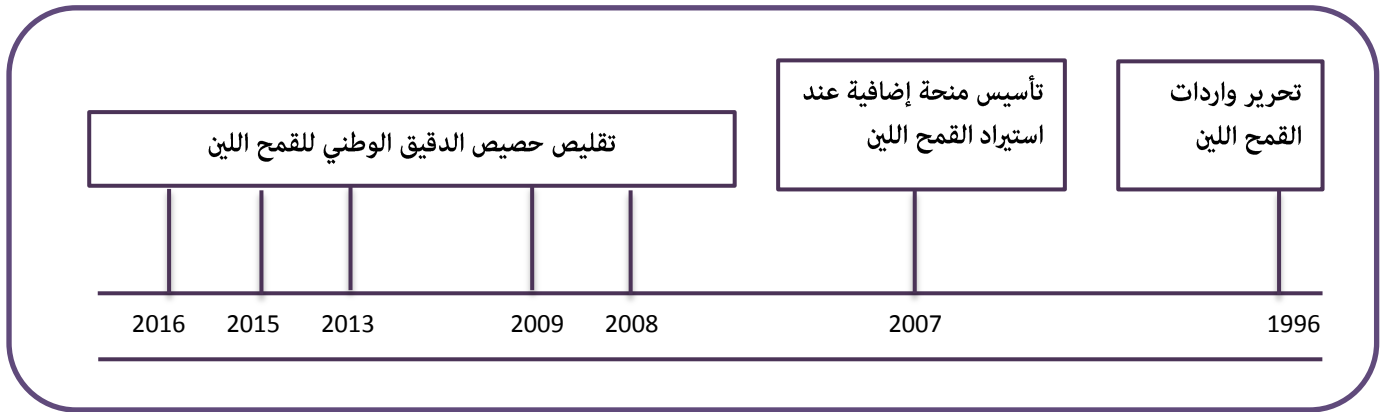 تحرير واردات
القمح اللين
تأسيس منحة إضافية عند
استيراد القمح اللين
تقليص حصيص الدقيق الوطني للقمح اللين
1996
2007
2008
2009
2013
2015
2016